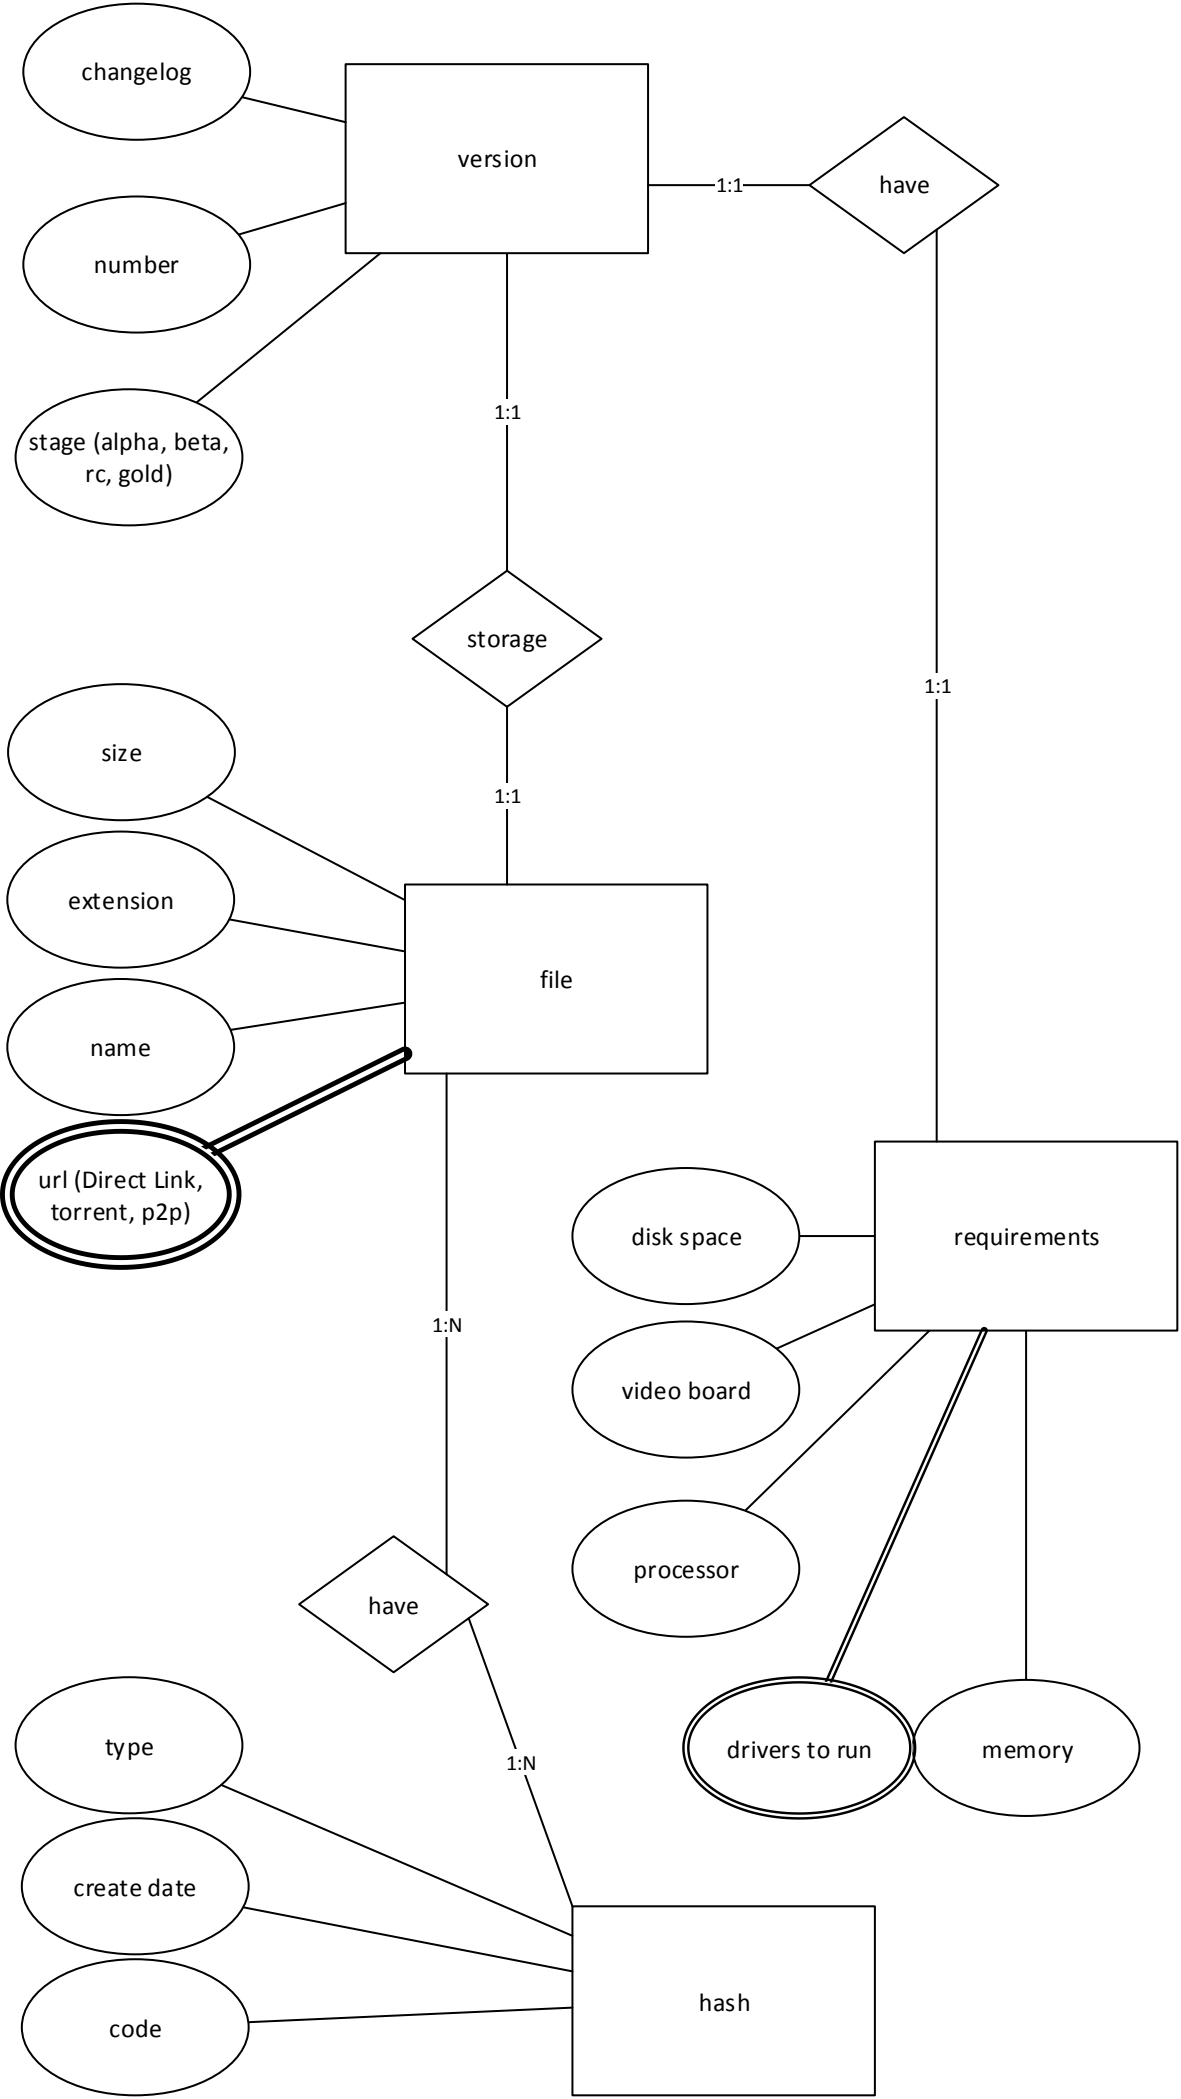 changelog
version
1:1
have
number
stage (alpha, beta,
rc, gold)
1:1
storage
1:1
size
1:1
extension
file
name
url (Direct Link,
torrent, p2p)
disk space
requirements
1:N
video board
processor
have
type
1:N
drivers to run
memory
create date
hash
code